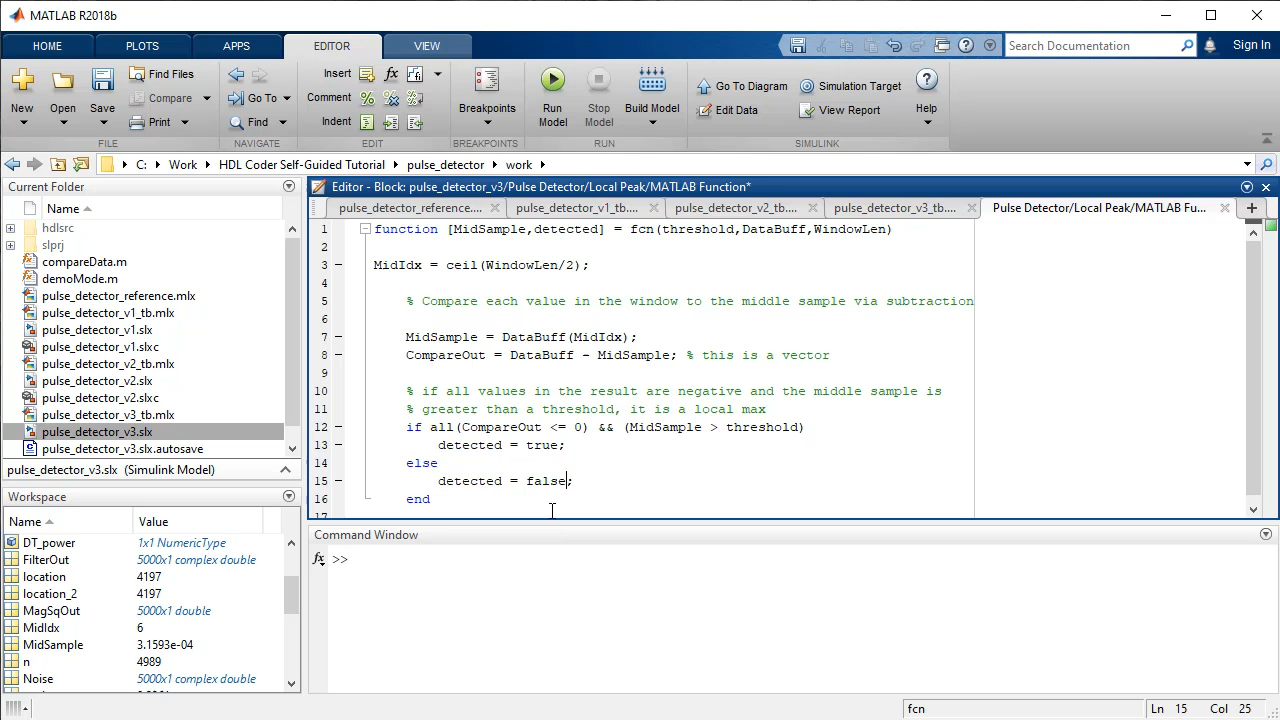 MATLAB R2018b
HOME PLOTS APPS EDITOR VIEW Search Documentation Sign In
New Open Save Find Files Compare Print
Go To Find
Insert Comment Indent
fx
Breakpoints
Run Model
Stop Model
Build Model
Go To Diagram Simulation Target
Edit Data View Report
Help
FILE NAVIGATE EDIT BREAKPOINTS RUN SIMULINK
C: Work HDL Coder Self-Guided Tutorial pulse_detector work
Current Folder
Name
hdlsrc
slprj
compareData.m
demoMode.m
pulse_detector_reference.mlx
pulse_detector_v1_tb.mlx
pulse_detector_v1.slx
pulse_detector_v1.slxc
pulse_detector_v2_tb.mlx
pulse_detector_v2.slx
pulse_detector_v2.slxc
pulse_detector_v3_tb.mlx
pulse_detector_v3.slx
pulse_detector_v3.slx.autosave
pulse_detector_v3.slx (Simulink Model)
Workspace
Name Value
DT_power 1x1 NumericType
FilterOut 5000x1 complex double
location 4197
location_2 4197
MagSqOut 5000x1 double
MidIdx 6
MidSample 3.1593e-04
n 4989
Noise 5000x1 complex double
Editor - Block: pulse_detector_v3/Pulse Detector/Local Peak/MATLAB Function*
pulse_detector_reference.... pulse_detector_v1_tb.... pulse_detector_v2_tb.... pulse_detector_v3_tb.... Pulse Detector/Local Peak/MATLAB Fu...
1 function [MidSample,detected] = fcn(threshold,DataBuff,WindowLen)
2
3 MidIdx = ceil(WindowLen/2);
4
5 % Compare each value in the window to the middle sample via subtraction
6
7 MidSample = DataBuff(MidIdx);
8 CompareOut = DataBuff - MidSample; % this is a vector
9
10 % if all values in the result are negative and the middle sample is
11 % greater than a threshold, it is a local max
12 if all(CompareOut <= 0) && (MidSample > threshold)
13 detected = true;
14 else
15 detected = false;
16 end
17
Command Window
fx >>
fcn Ln 15 Col 25